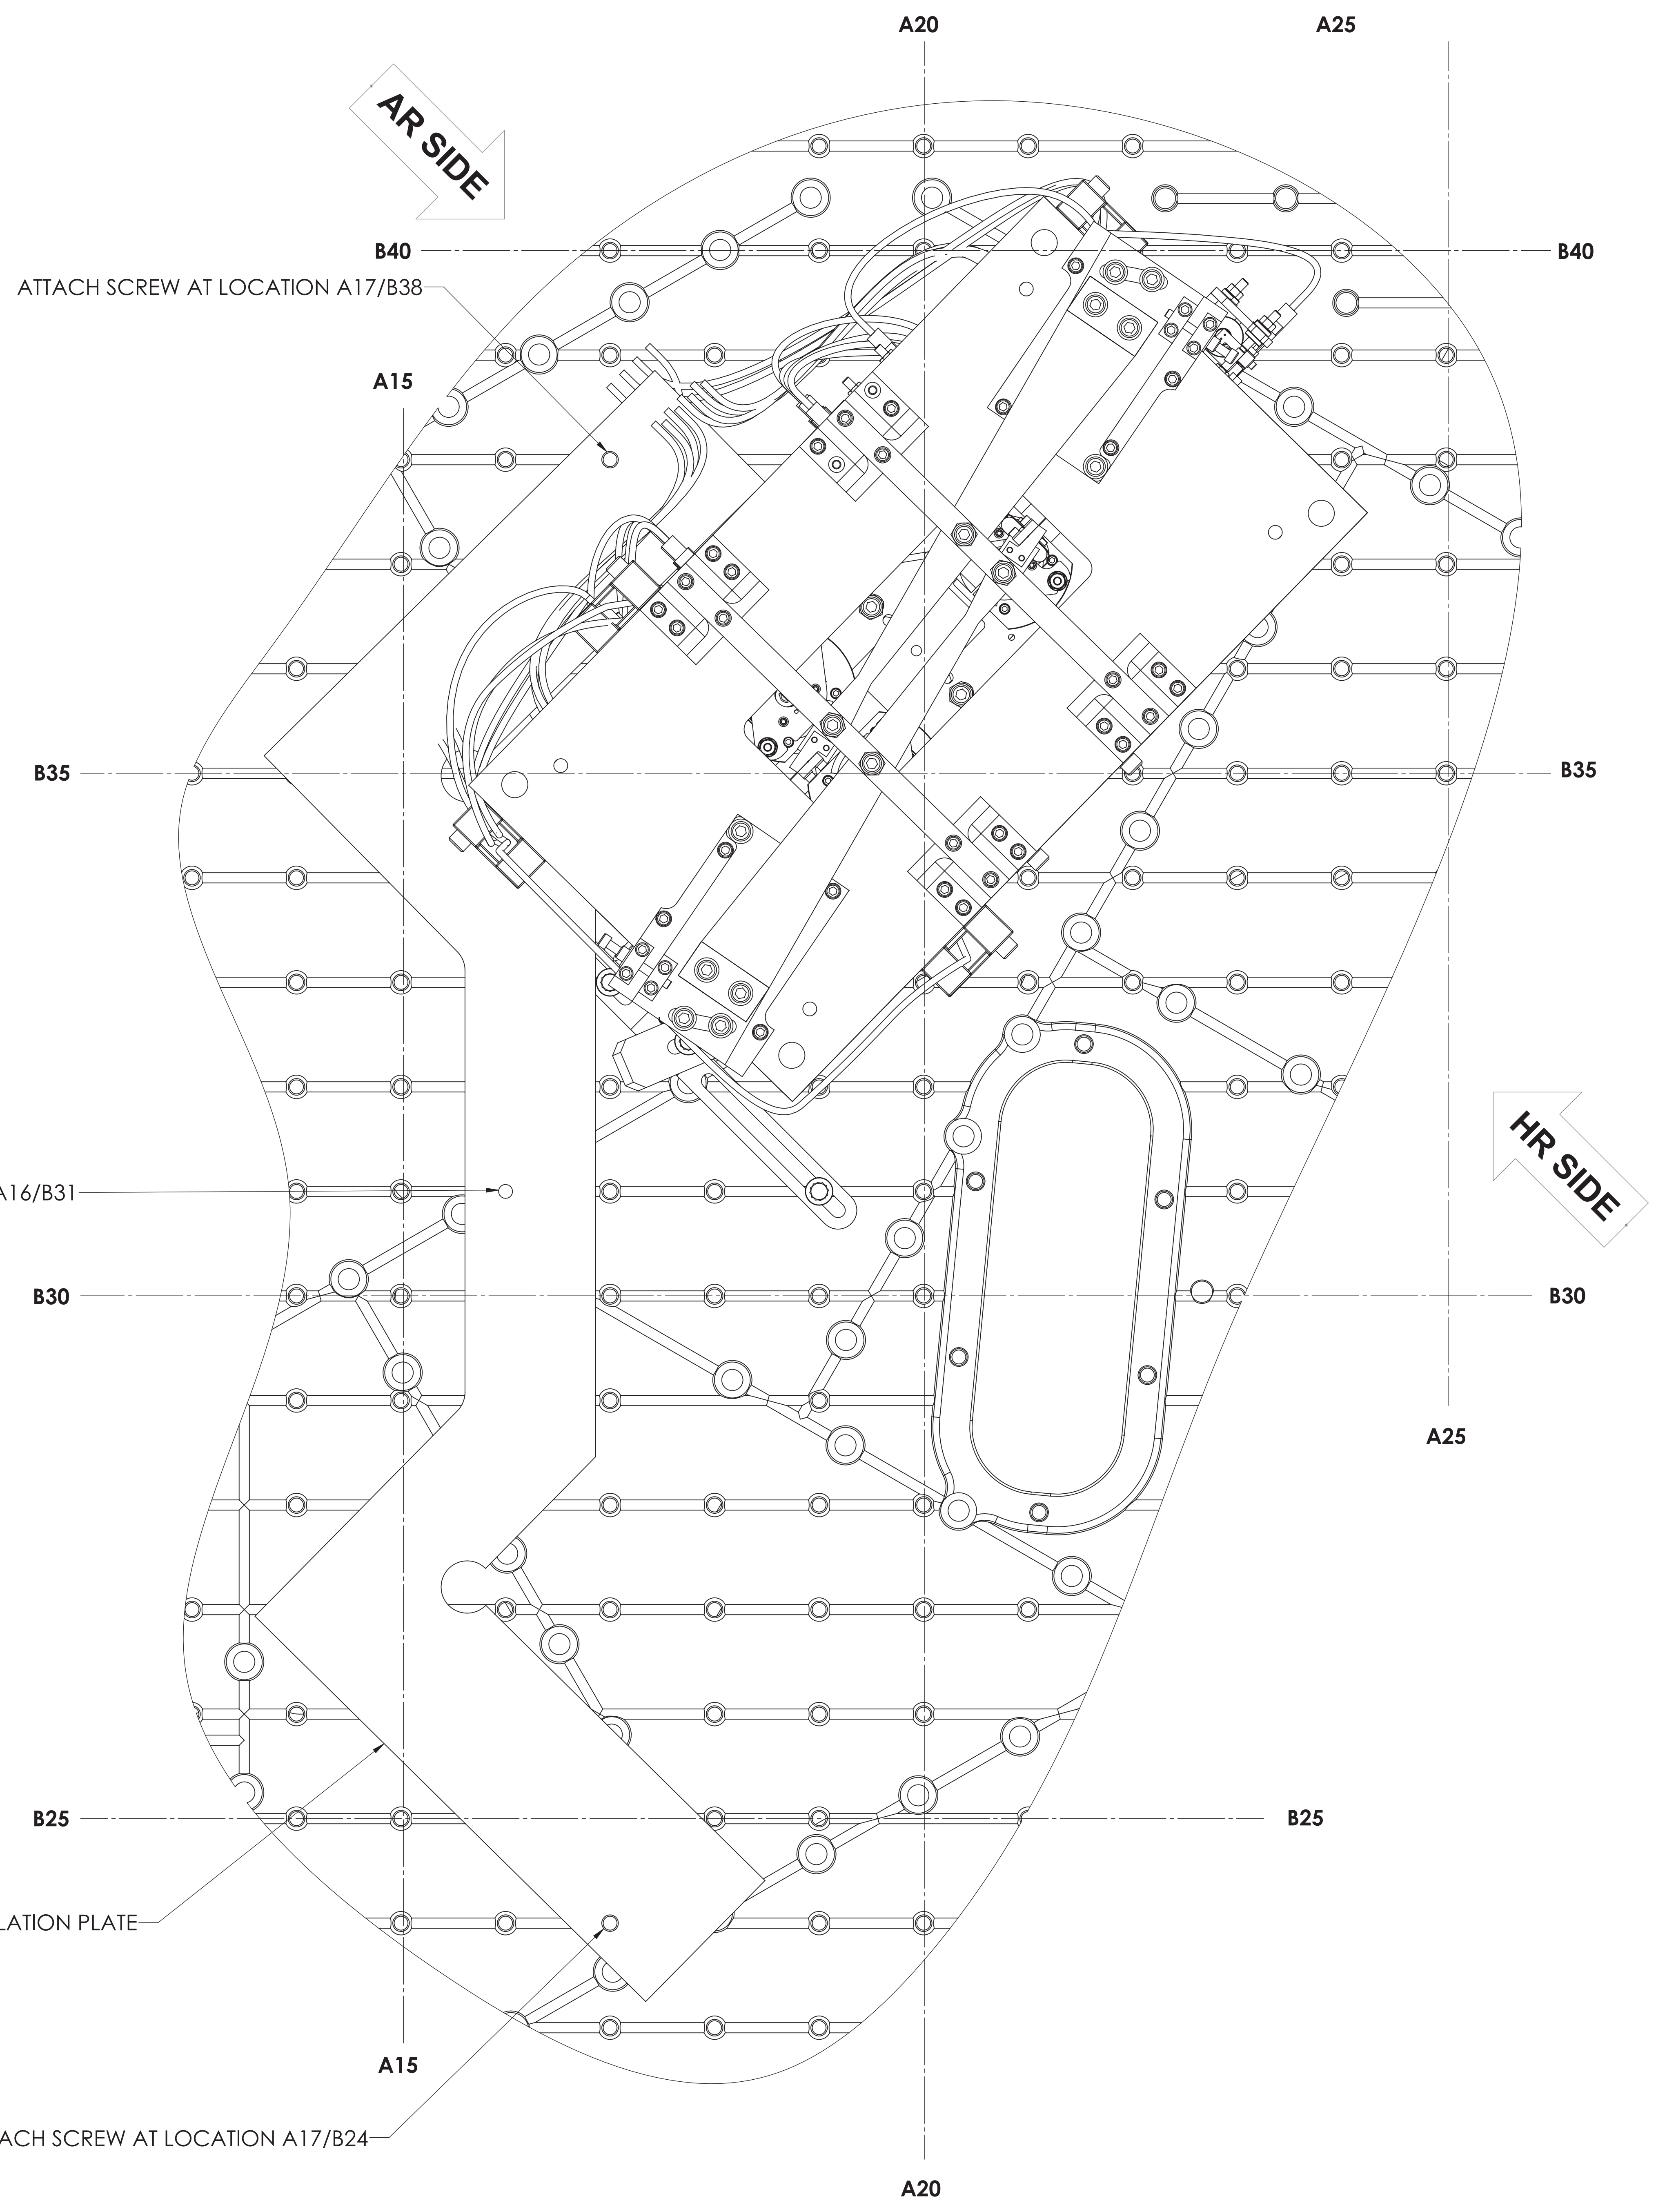 A20
A25
AR SIDE
B40
B40
ATTACH SCREW AT LOCATION A17/B38
A15
B35
B35
HR SIDE
A16/B31
B30
B30
A25
B25
B25
LATION PLATE
A15
ACH SCREW AT LOCATION A17/B24
A20